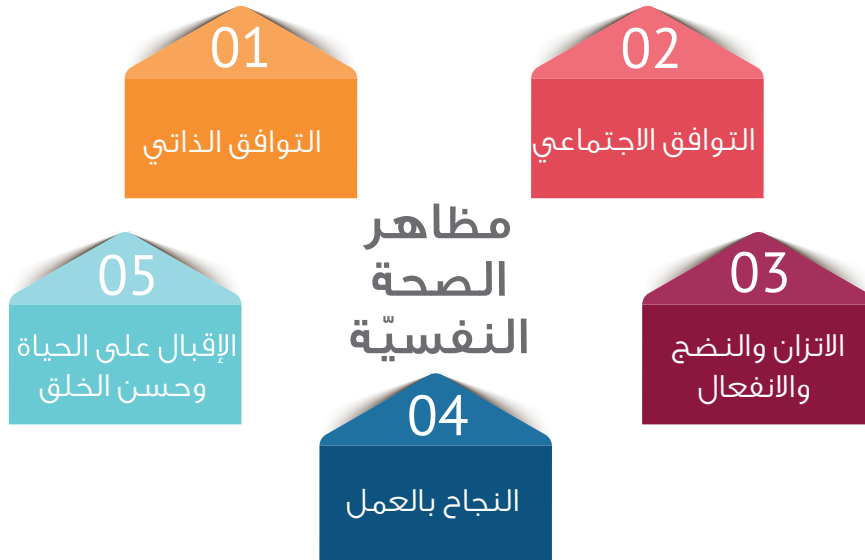 مظاهر
الصحة
النفسيّة
01
التوافق الذاتي
02
التوافق الاجتماعي
03
الاتزان والنضج
والانفعال
04
النجاح بالعمل
05
الإقبال على الحياة
وحسن الخلق